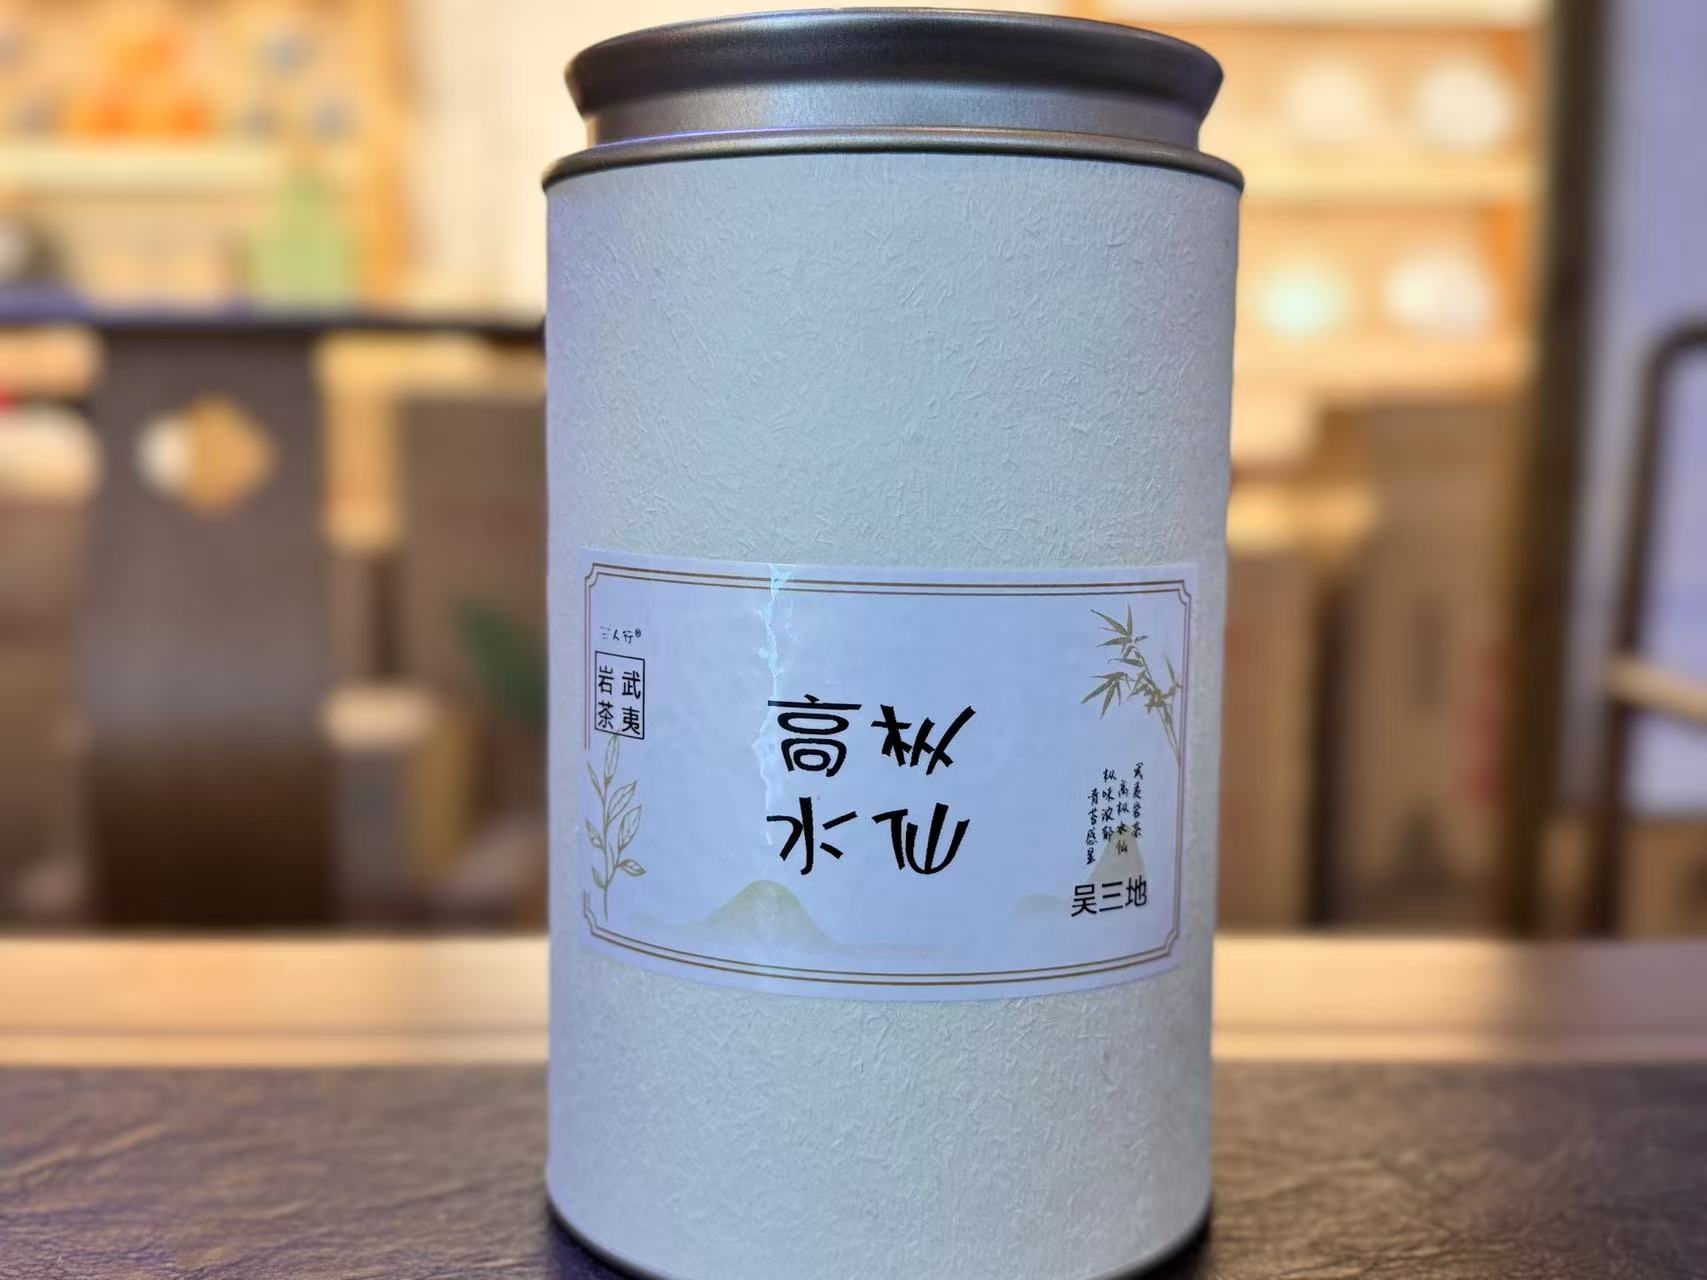 三人行®
武夷
岩茶
高枞
水仙
武夷岩茶
高枞水仙
枞味浓郁
青苔感显
吴三地